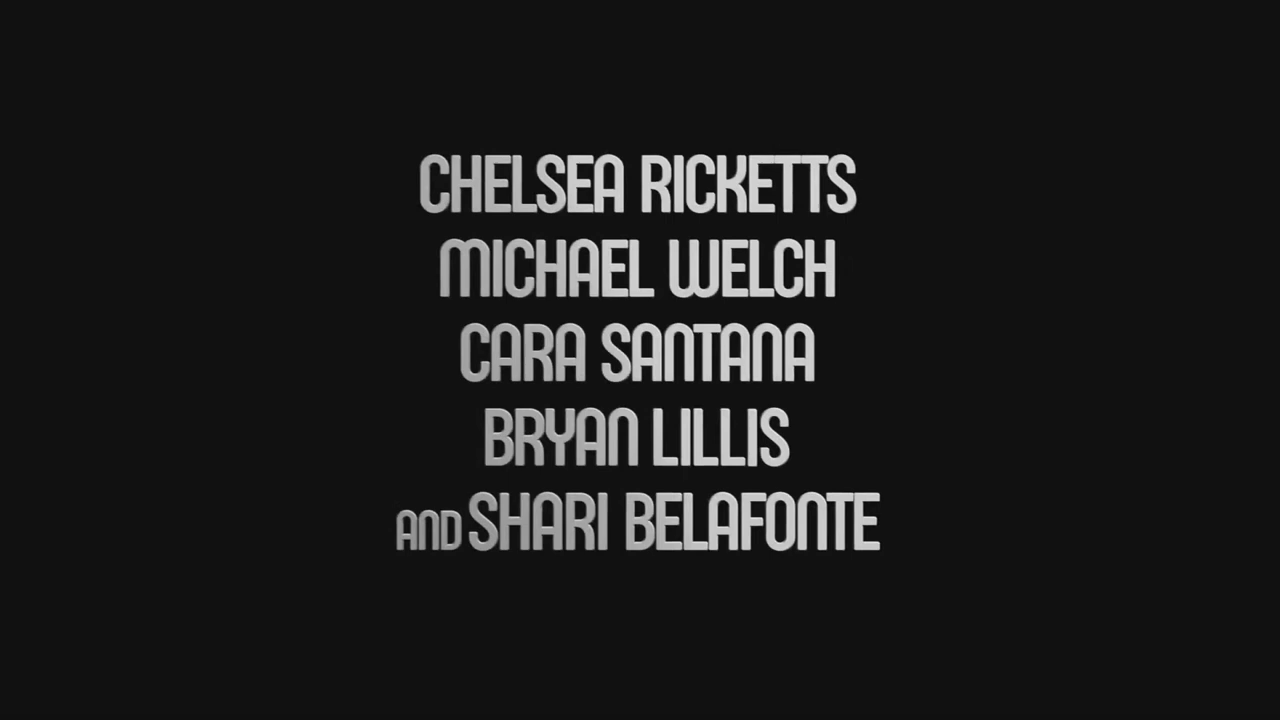 CHELSEA RICKETTS
MICHAEL WELCH
CARA SANTANA
BRYAN LILLIS
AND SHARI BELAFONTE